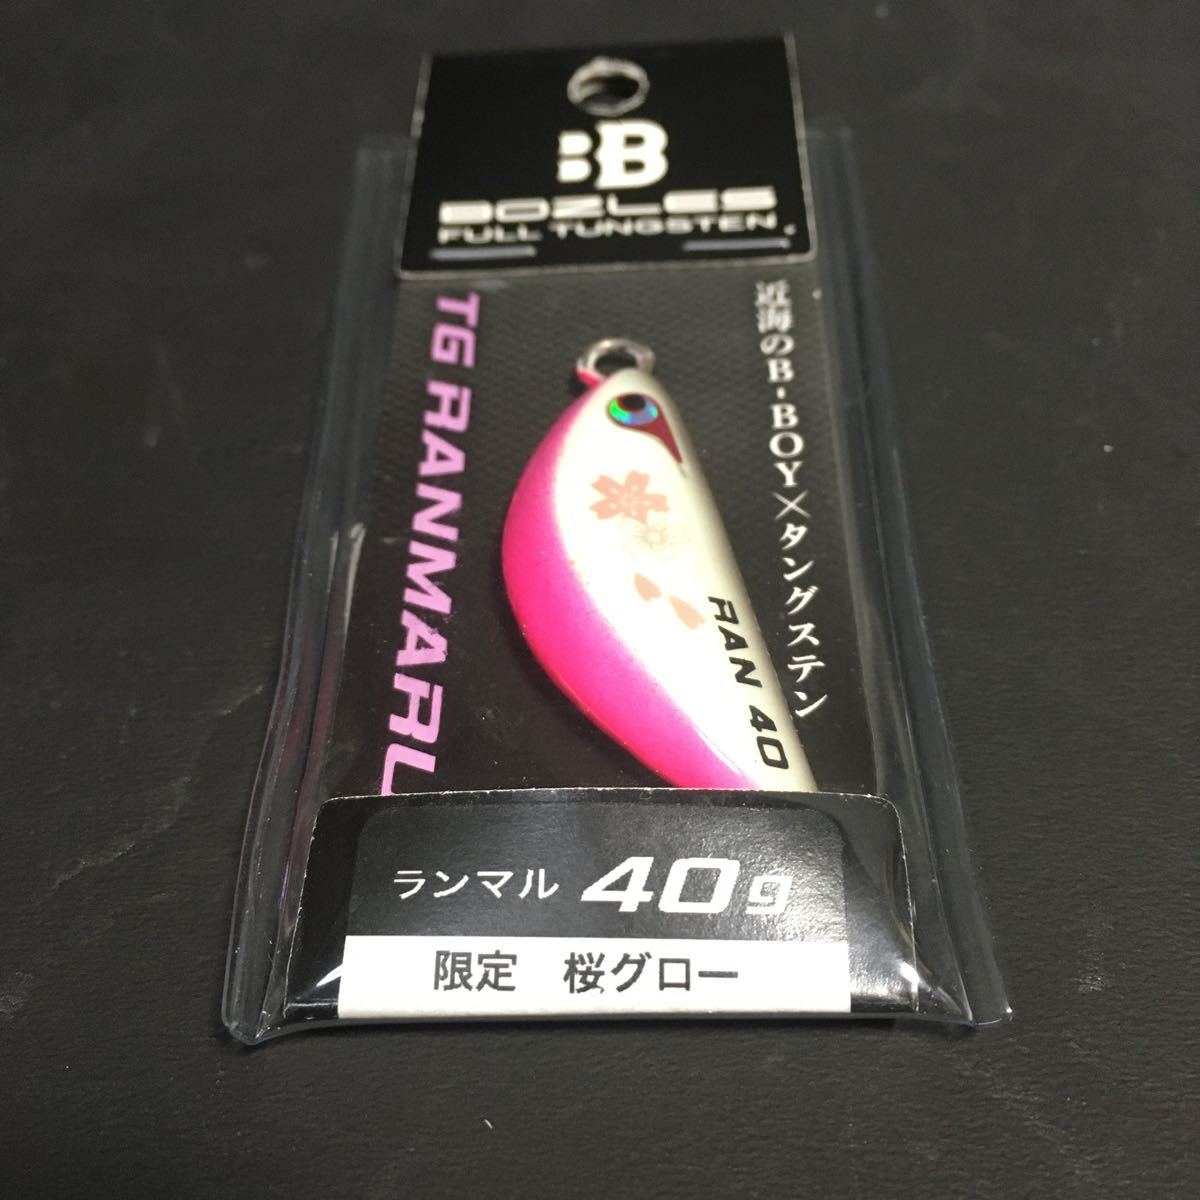 BB
BOZLES
FULL TUNGSTEN
TG RANMARU
近海のB-BOY×タングステン
RAN 40
ランマル 40g
限定 桜グロー